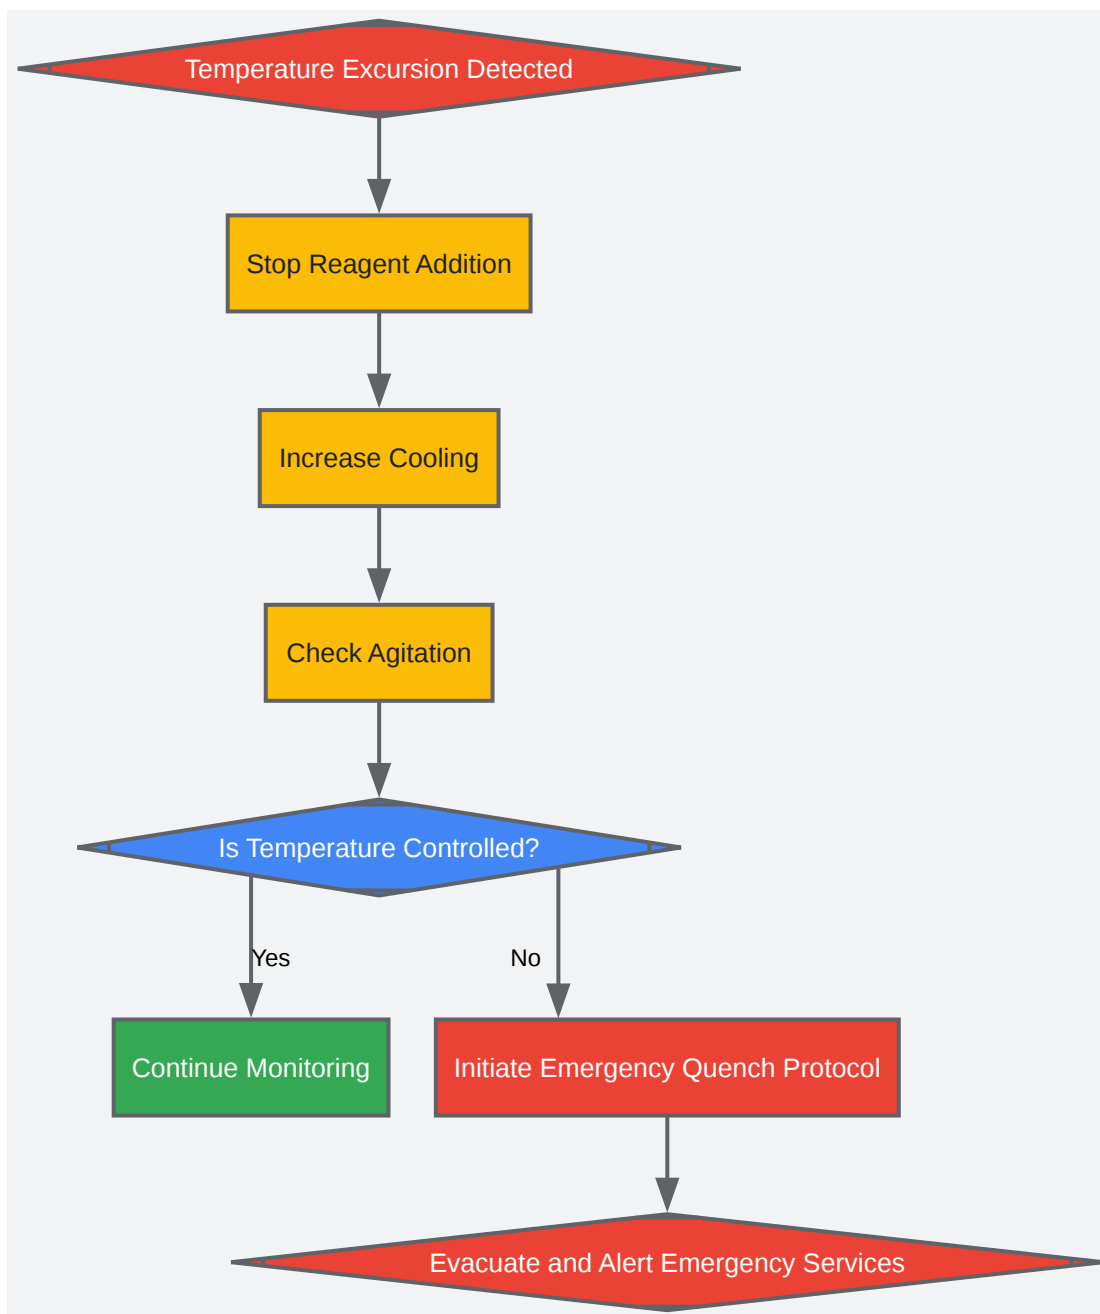 Temperature Excursion Detected
Stop Reagent Addition
Increase Cooling
Check Agitation
Is Temperature Controlled?
Yes
No
Continue Monitoring
Initiate Emergency Quench Protocol
Evacuate and Alert Emergency Services